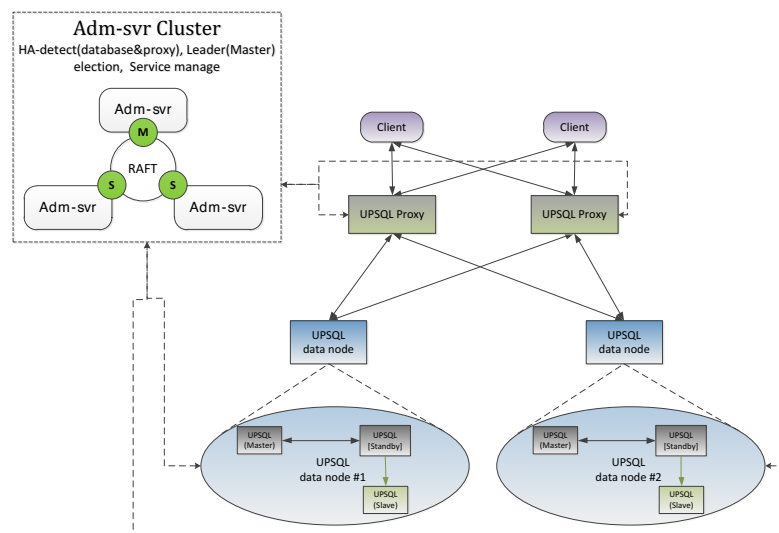 Adm-svr Cluster
HA-detect(database&proxy), Leader(Master)
election, Service manage
Adm-svr
M
RAFT
S
S
Adm-svr
Adm-svr
Client
Client
UPSQL Proxy
UPSQL Proxy
UPSQL
data node
UPSQL
data node
UPSQL
(Master)
UPSQL
[Standby]
UPSQL
data node #1
UPSQL
(Slave)
UPSQL
(Master)
UPSQL
[Standby]
UPSQL
data node #2
UPSQL
(Slave)